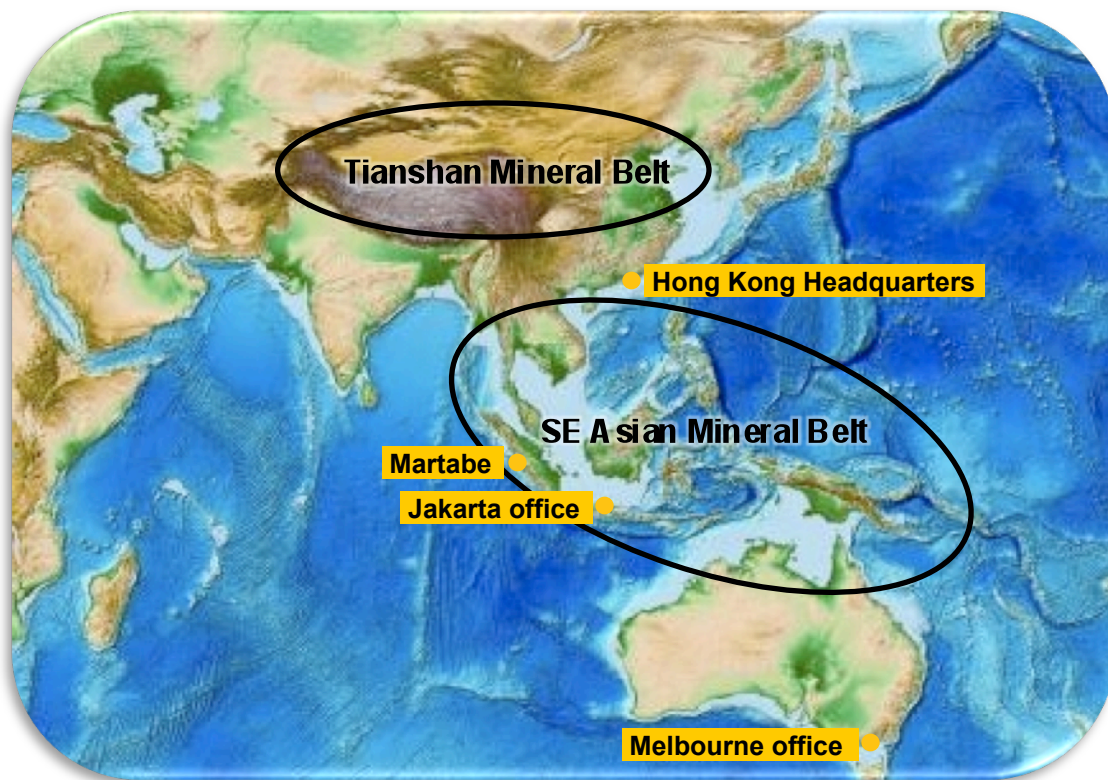 Tianshan Mineral Belt
Hong Kong Headquarters
SE Asian Mineral Belt
Martabe
Jakarta office
Melbourne office